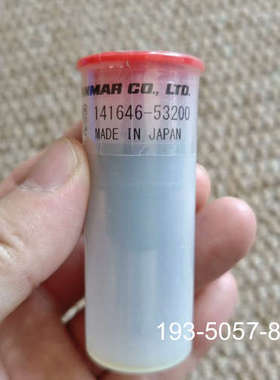 NMAR CO., LTD.
141646-53200
MADE IN JAPAN
193-5057-8